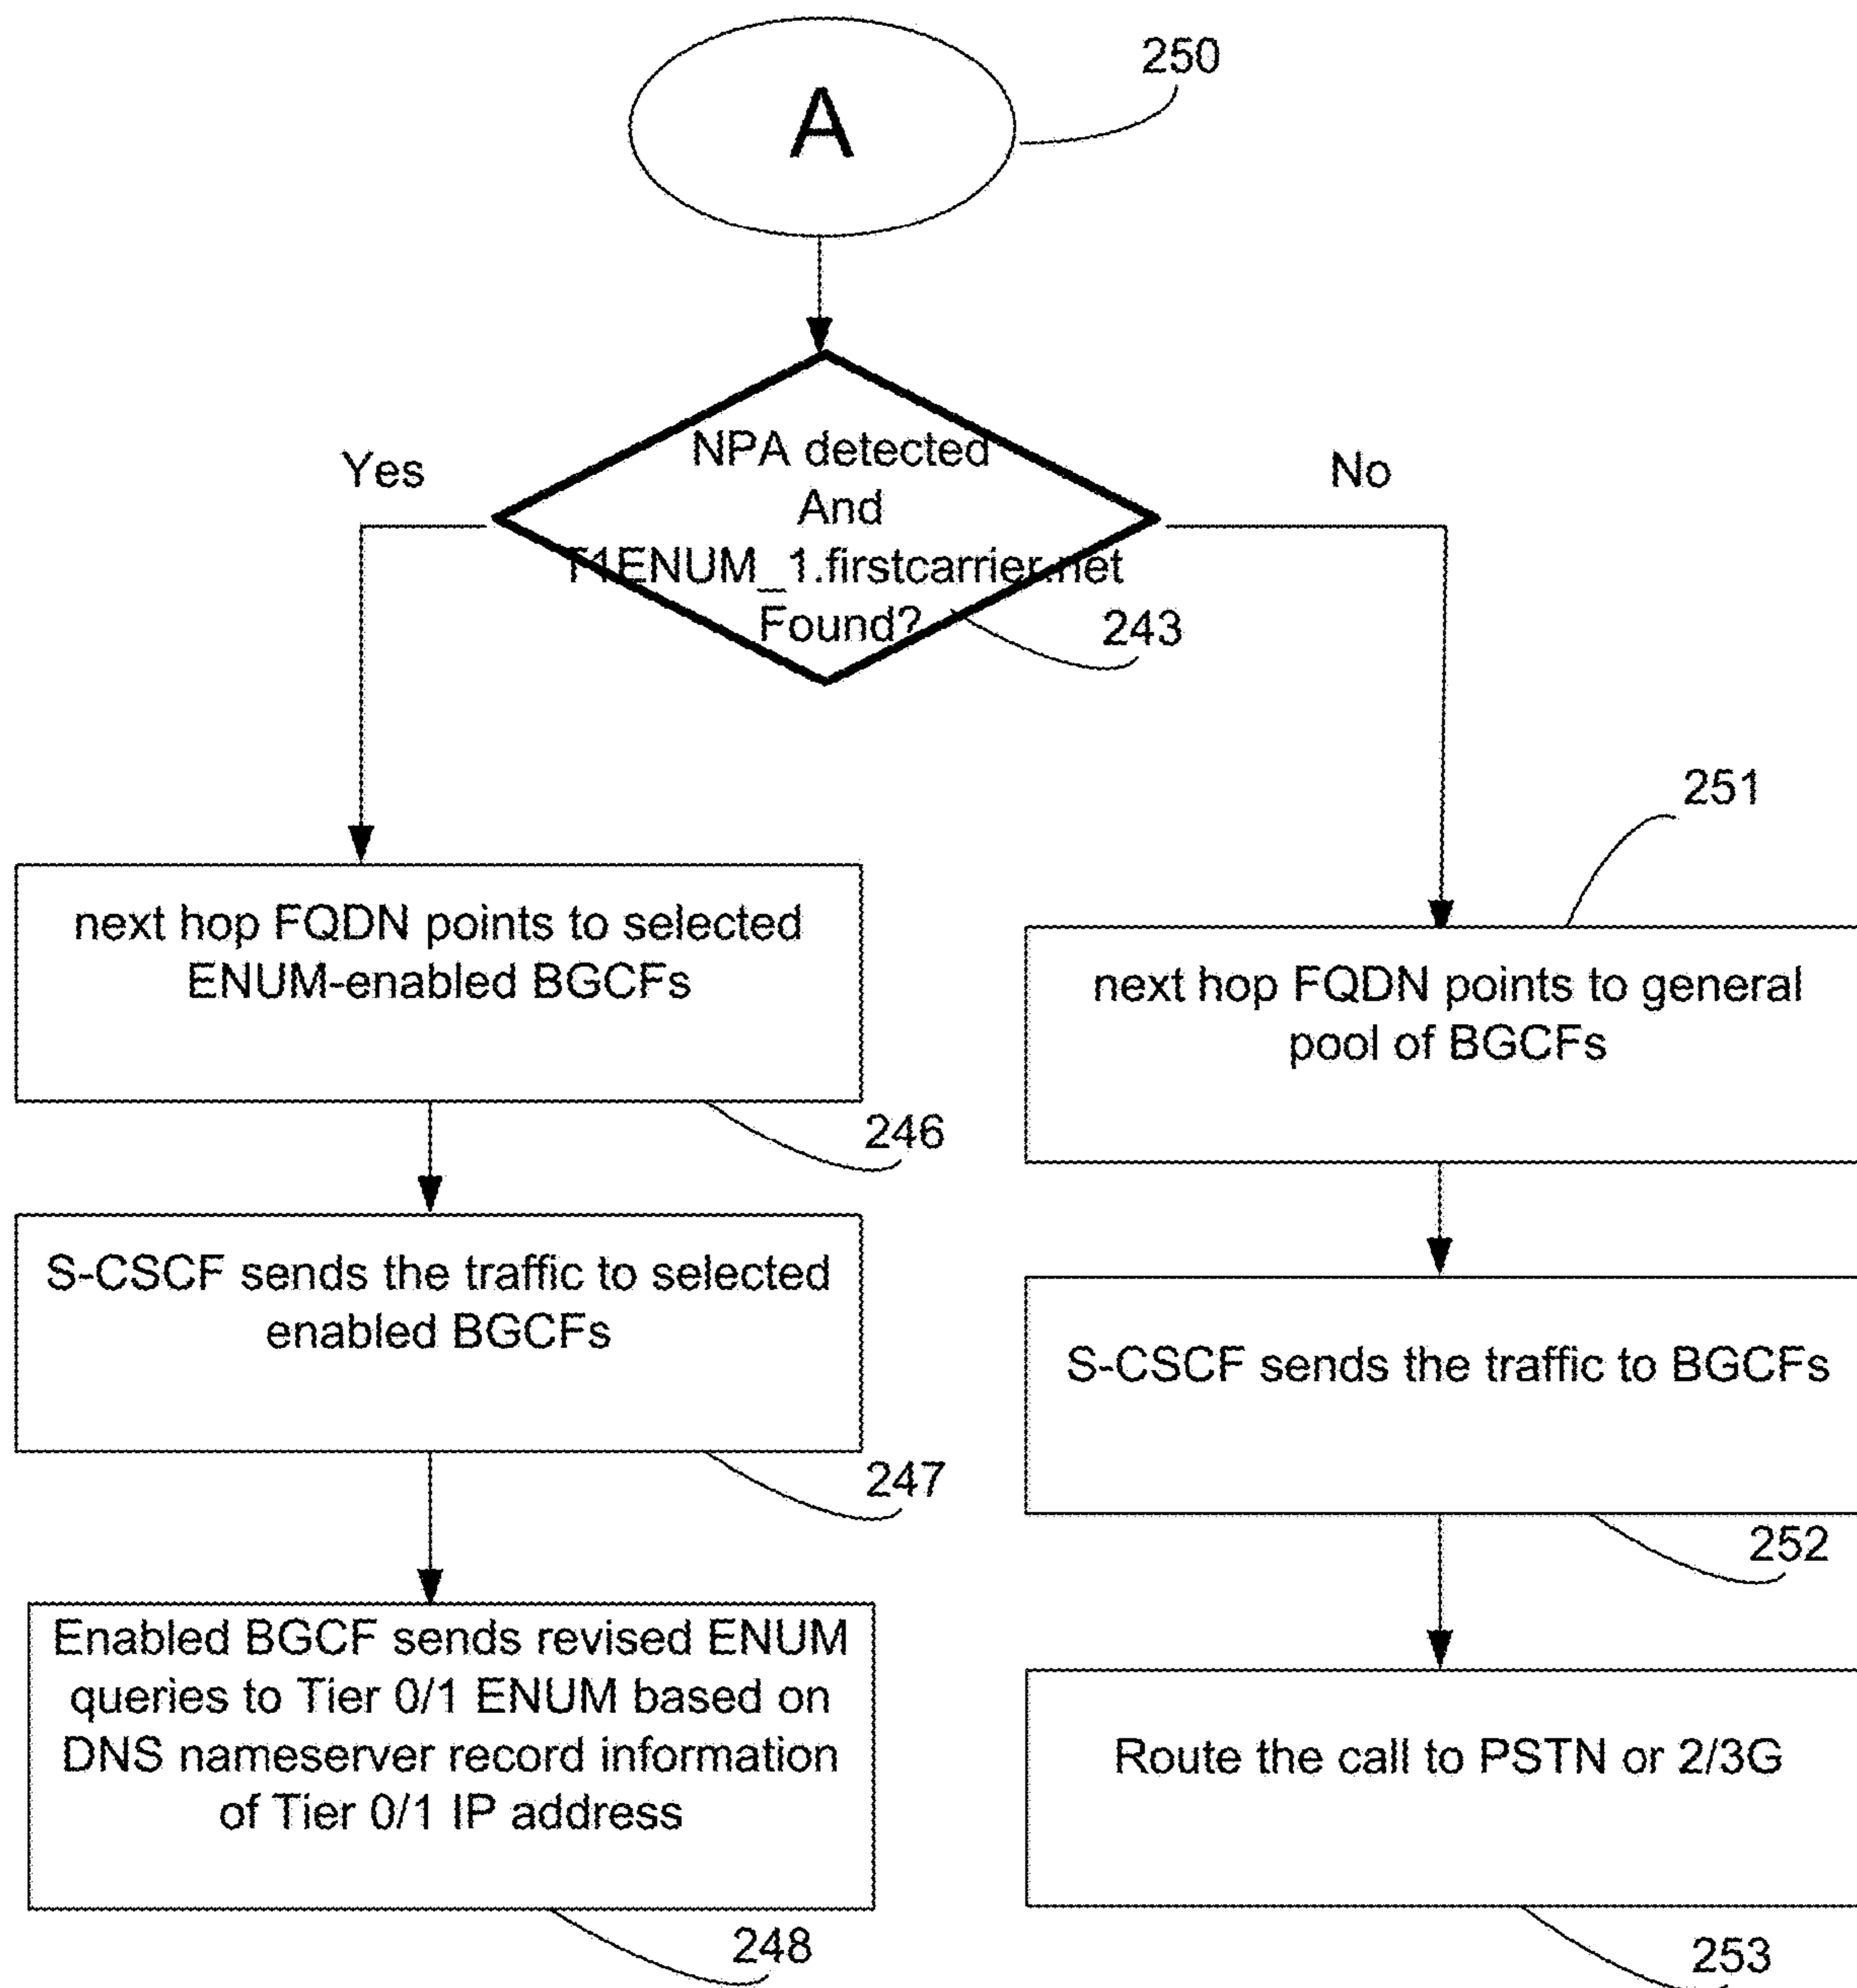 A
250
NPA detected
And
T1ENUM_1.firstcarrier.net
Found?
243
Yes
No
next hop FQDN points to selected
ENUM-enabled BGCFs
246
S-CSCF sends the traffic to selected
enabled BGCFs
247
Enabled BGCF sends revised ENUM
queries to Tier 0/1 ENUM based on
DNS nameserver record information
of Tier 0/1 IP address
248
251
next hop FQDN points to general
pool of BGCFs
S-CSCF sends the traffic to BGCFs
252
Route the call to PSTN or 2/3G
253